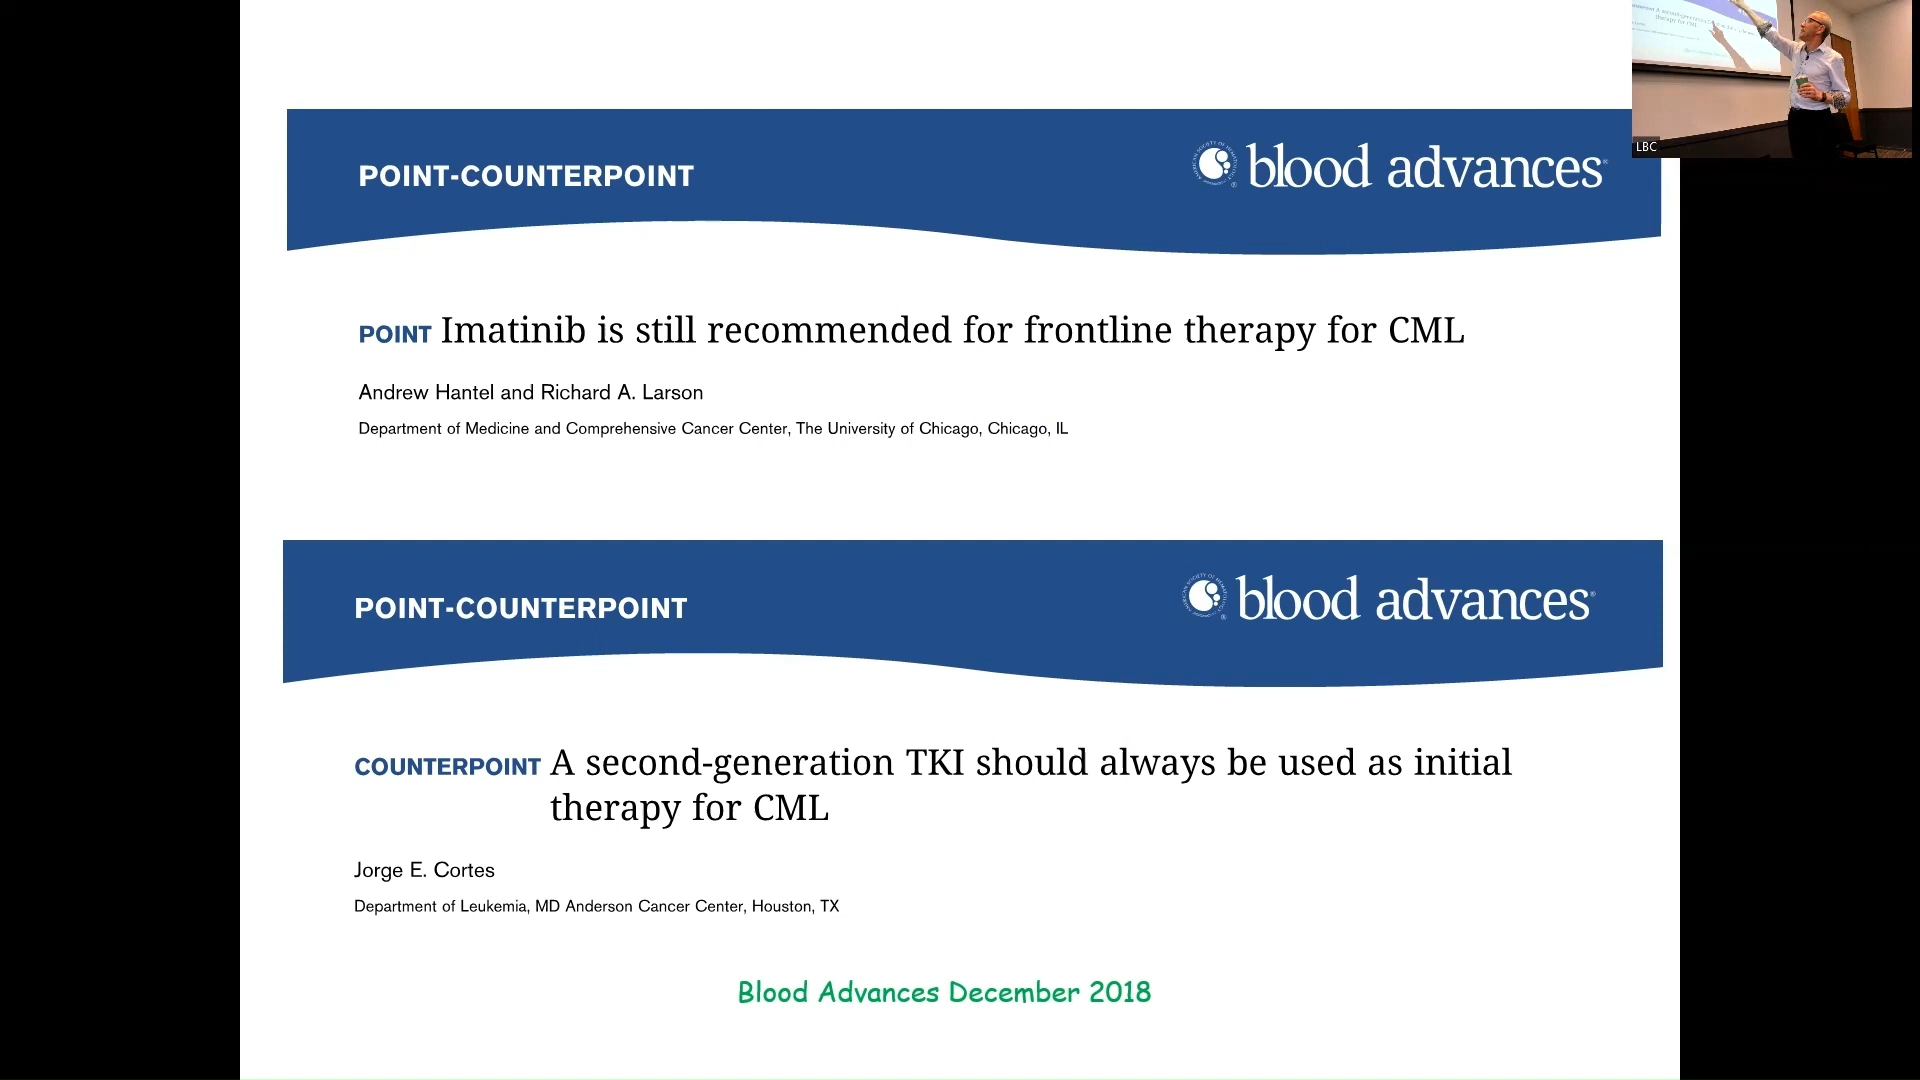 POINT-COUNTERPOINT
blood advances
POINT Imatinib is still recommended for frontline therapy for CML
Andrew Hantel and Richard A. Larson
Department of Medicine and Comprehensive Cancer Center, The University of Chicago, Chicago, IL
POINT-COUNTERPOINT
blood advances
COUNTERPOINT A second-generation TKI should always be used as initial
therapy for CML
Jorge E. Cortes
Department of Leukemia, MD Anderson Cancer Center, Houston, TX
Blood Advances December 2018
LBC